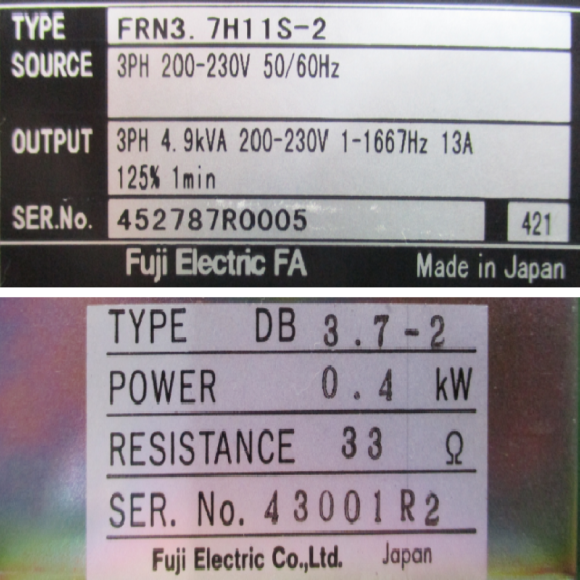 TYPE FRN3.7H11S-2
SOURCE 3PH 200-230V 50/60Hz
OUTPUT 3PH 4.9kVA 200-230V 1-1667Hz 13A
125% 1min
SER.No. 452787R0005 421
Fuji Electric FA Made in Japan
TYPE DB 3.7-2
POWER 0.4 kW
RESISTANCE 33 Ω
SER. No. 43001R2
Fuji Electric Co.,Ltd. Japan